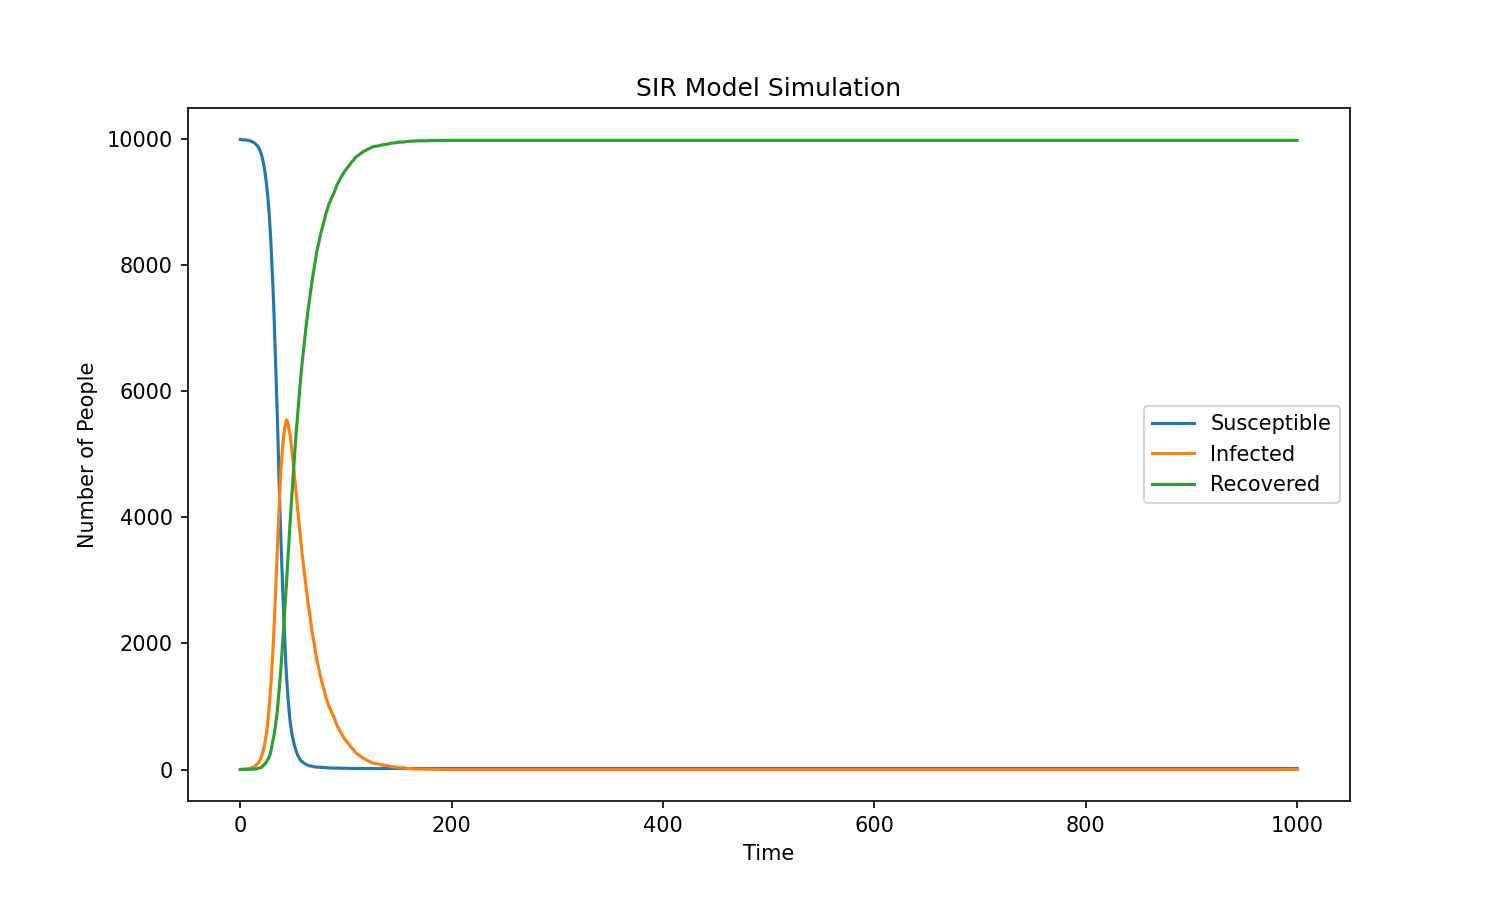 SIR Model Simulation
10000
8000
6000
4000
2000
0
Number of People
Susceptible
Infected
Recovered
0 200 400 600 800 1000
Time